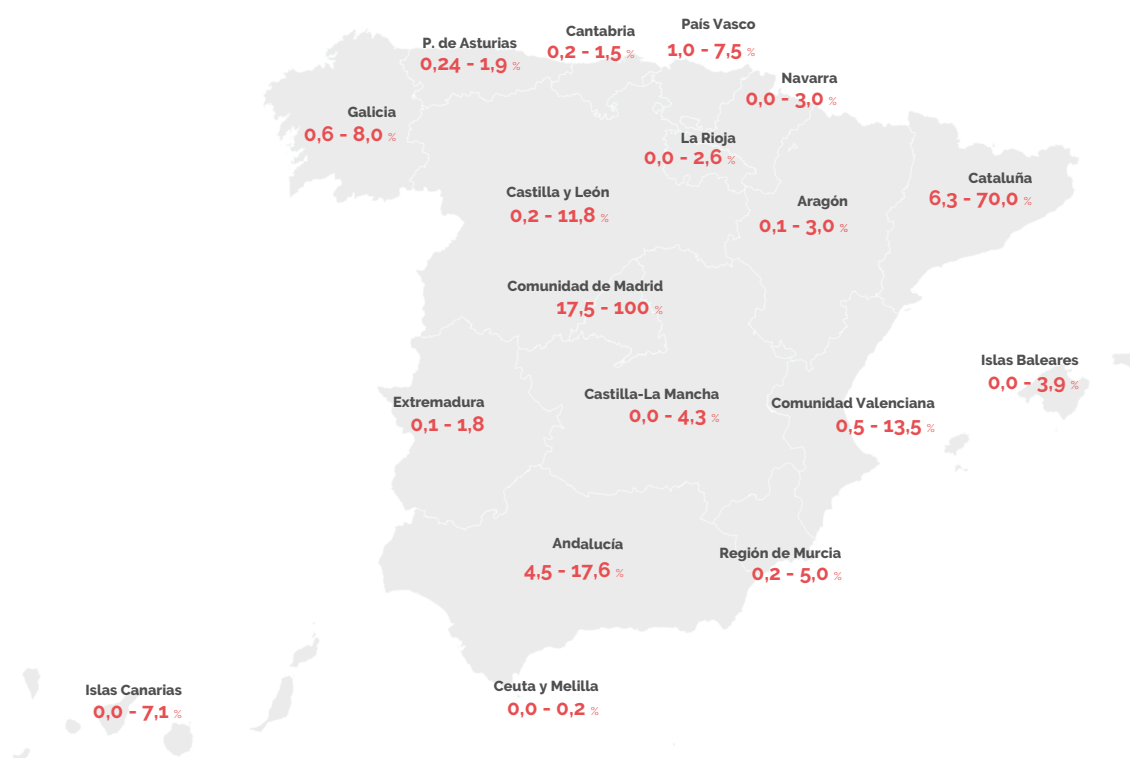 País Vasco
1,0 - 7,5 %
Cantabria
0,2 - 1,5 %
P. de Asturias
0,24 - 1,9 %
Navarra
0,0 - 3,0 %
Galicia
0,6 - 8,0 %
La Rioja
0,0 - 2,6 %
Cataluña
6,3 - 70,0 %
Castilla y León
0,2 - 11,8 %
Aragón
0,1 - 3,0 %
Comunidad de Madrid
17,5 - 100 %
Islas Baleares
0,0 - 3,9 %
Extremadura
0,1 - 1,8
Castilla-La Mancha
0,0 - 4,3 %
Comunidad Valenciana
0,5 - 13,5 %
Andalucía
4,5 - 17,6 %
Región de Murcia
0,2 - 5,0 %
Ceuta y Melilla
0,0 - 0,2 %
Islas Canarias
0,0 - 7,1 %